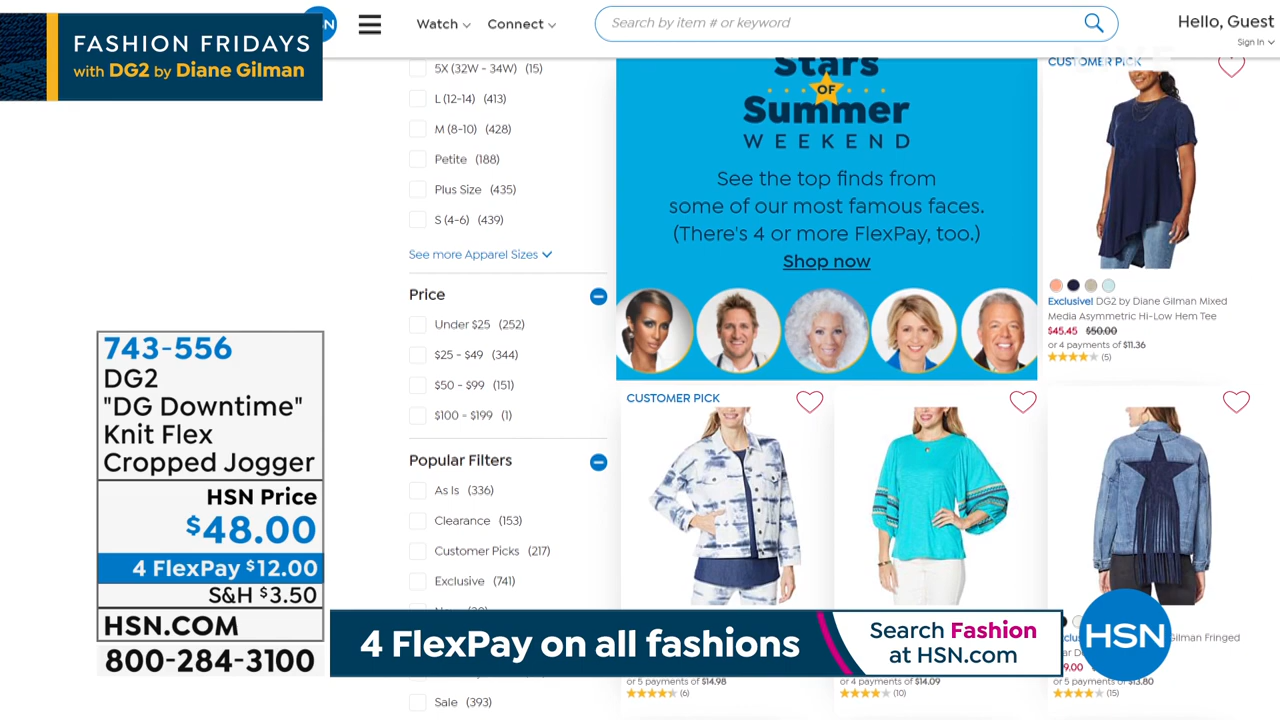 FASHION FRIDAYS
with DG2 by Diane Gilman
Watch
Connect
Search by item # or keyword
Hello, Guest
Sign In
5X (32W - 34W) (15)
L (12-14) (413)
M (8-10) (428)
Petite (188)
Plus Size (435)
S (4-6) (439)
See more Apparel Sizes
Price
Under $25 (252)
$25 - $49 (344)
$50 - $99 (151)
$100 - $199 (1)
Popular Filters
As Is (336)
Clearance (153)
Customer Picks (217)
Exclusive (741)
Sale (393)
Stars
OF
Summer
WEEKEND
See the top finds from
some of our most famous faces.
(There's 4 or more FlexPay, too.)
Shop now
CUSTOMER PICK
Exclusive! DG2 by Diane Gilman Mixed
Media Asymmetric Hi-Low Hem Tee
$45.45 $50.00
or 4 payments of $11.36
(5)
CUSTOMER PICK
or 5 payments of $14.98
(6)
or 4 payments of $14.09
(10)
Gilman Fringed
or 5 payments of $13.80
(15)
743-556
DG2
"DG Downtime"
Knit Flex
Cropped Jogger
HSN Price
$48.00
4 FlexPay $12.00
S&H $3.50
HSN.COM
800-284-3100
4 FlexPay on all fashions
Search Fashion
at HSN.com
HSN